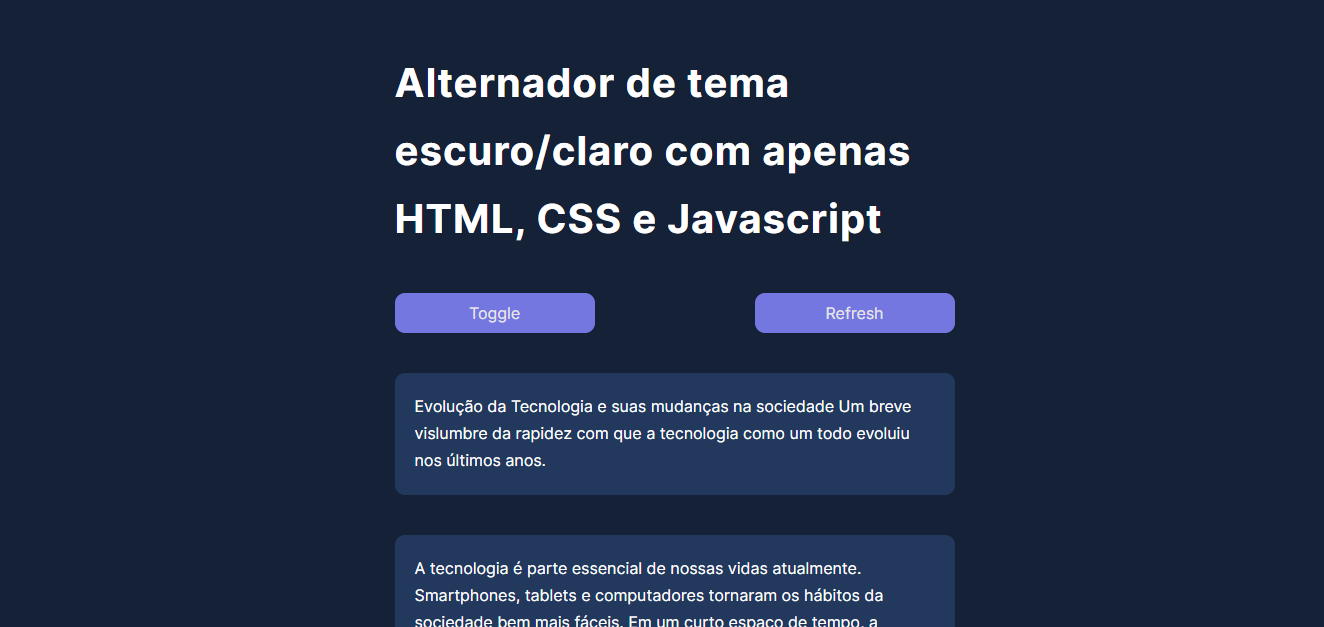 Alternador de tema
escuro/claro com apenas
HTML, CSS e Javascript
Toggle
Refresh
Evolução da Tecnologia e suas mudanças na sociedade Um breve
vislumbre da rapidez com que a tecnologia como um todo evoluiu
nos últimos anos.
A tecnologia é parte essencial de nossas vidas atualmente.
Smartphones, tablets e computadores tornaram os hábitos da
sociedade bem mais fáceis. Em um curto espaço de tempo, a